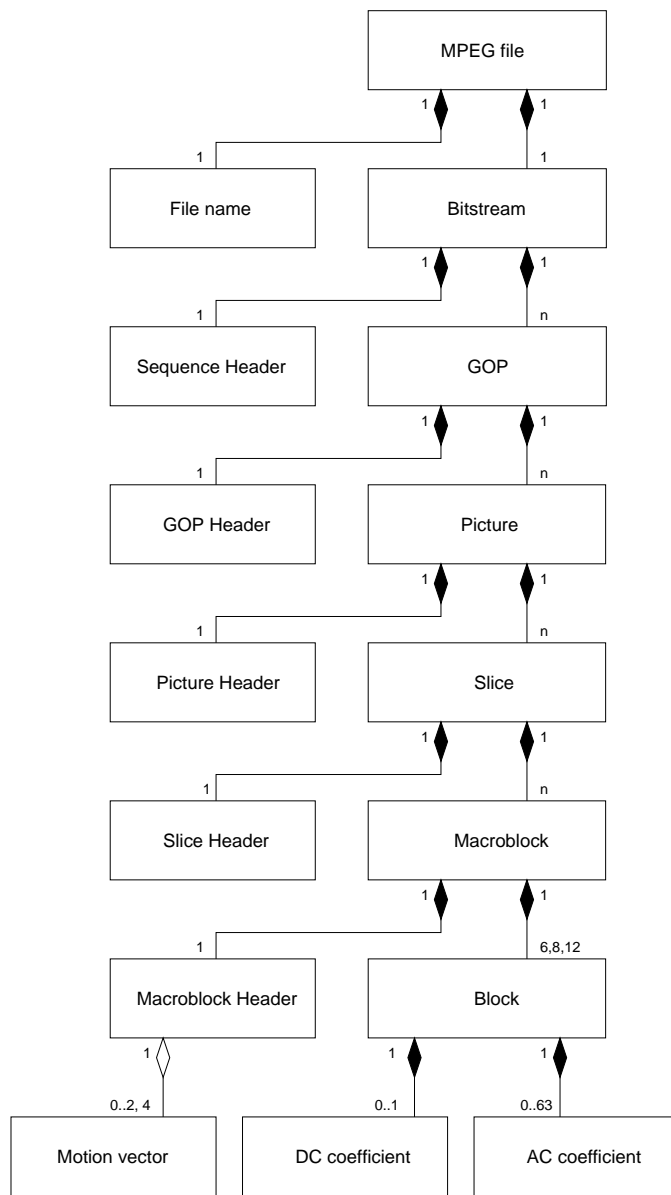 MPEG file
1 1
1 1
File name Bitstream
1 1
1 n
Sequence Header GOP
1 1
1 n
GOP Header Picture
1 1
1 n
Picture Header Slice
1 1
1 n
Slice Header Macroblock
1 1
1 6,8,12
Macroblock Header Block
1 1 1
0..2, 4 0..1 0..63
Motion vector DC coefficient AC coefficient